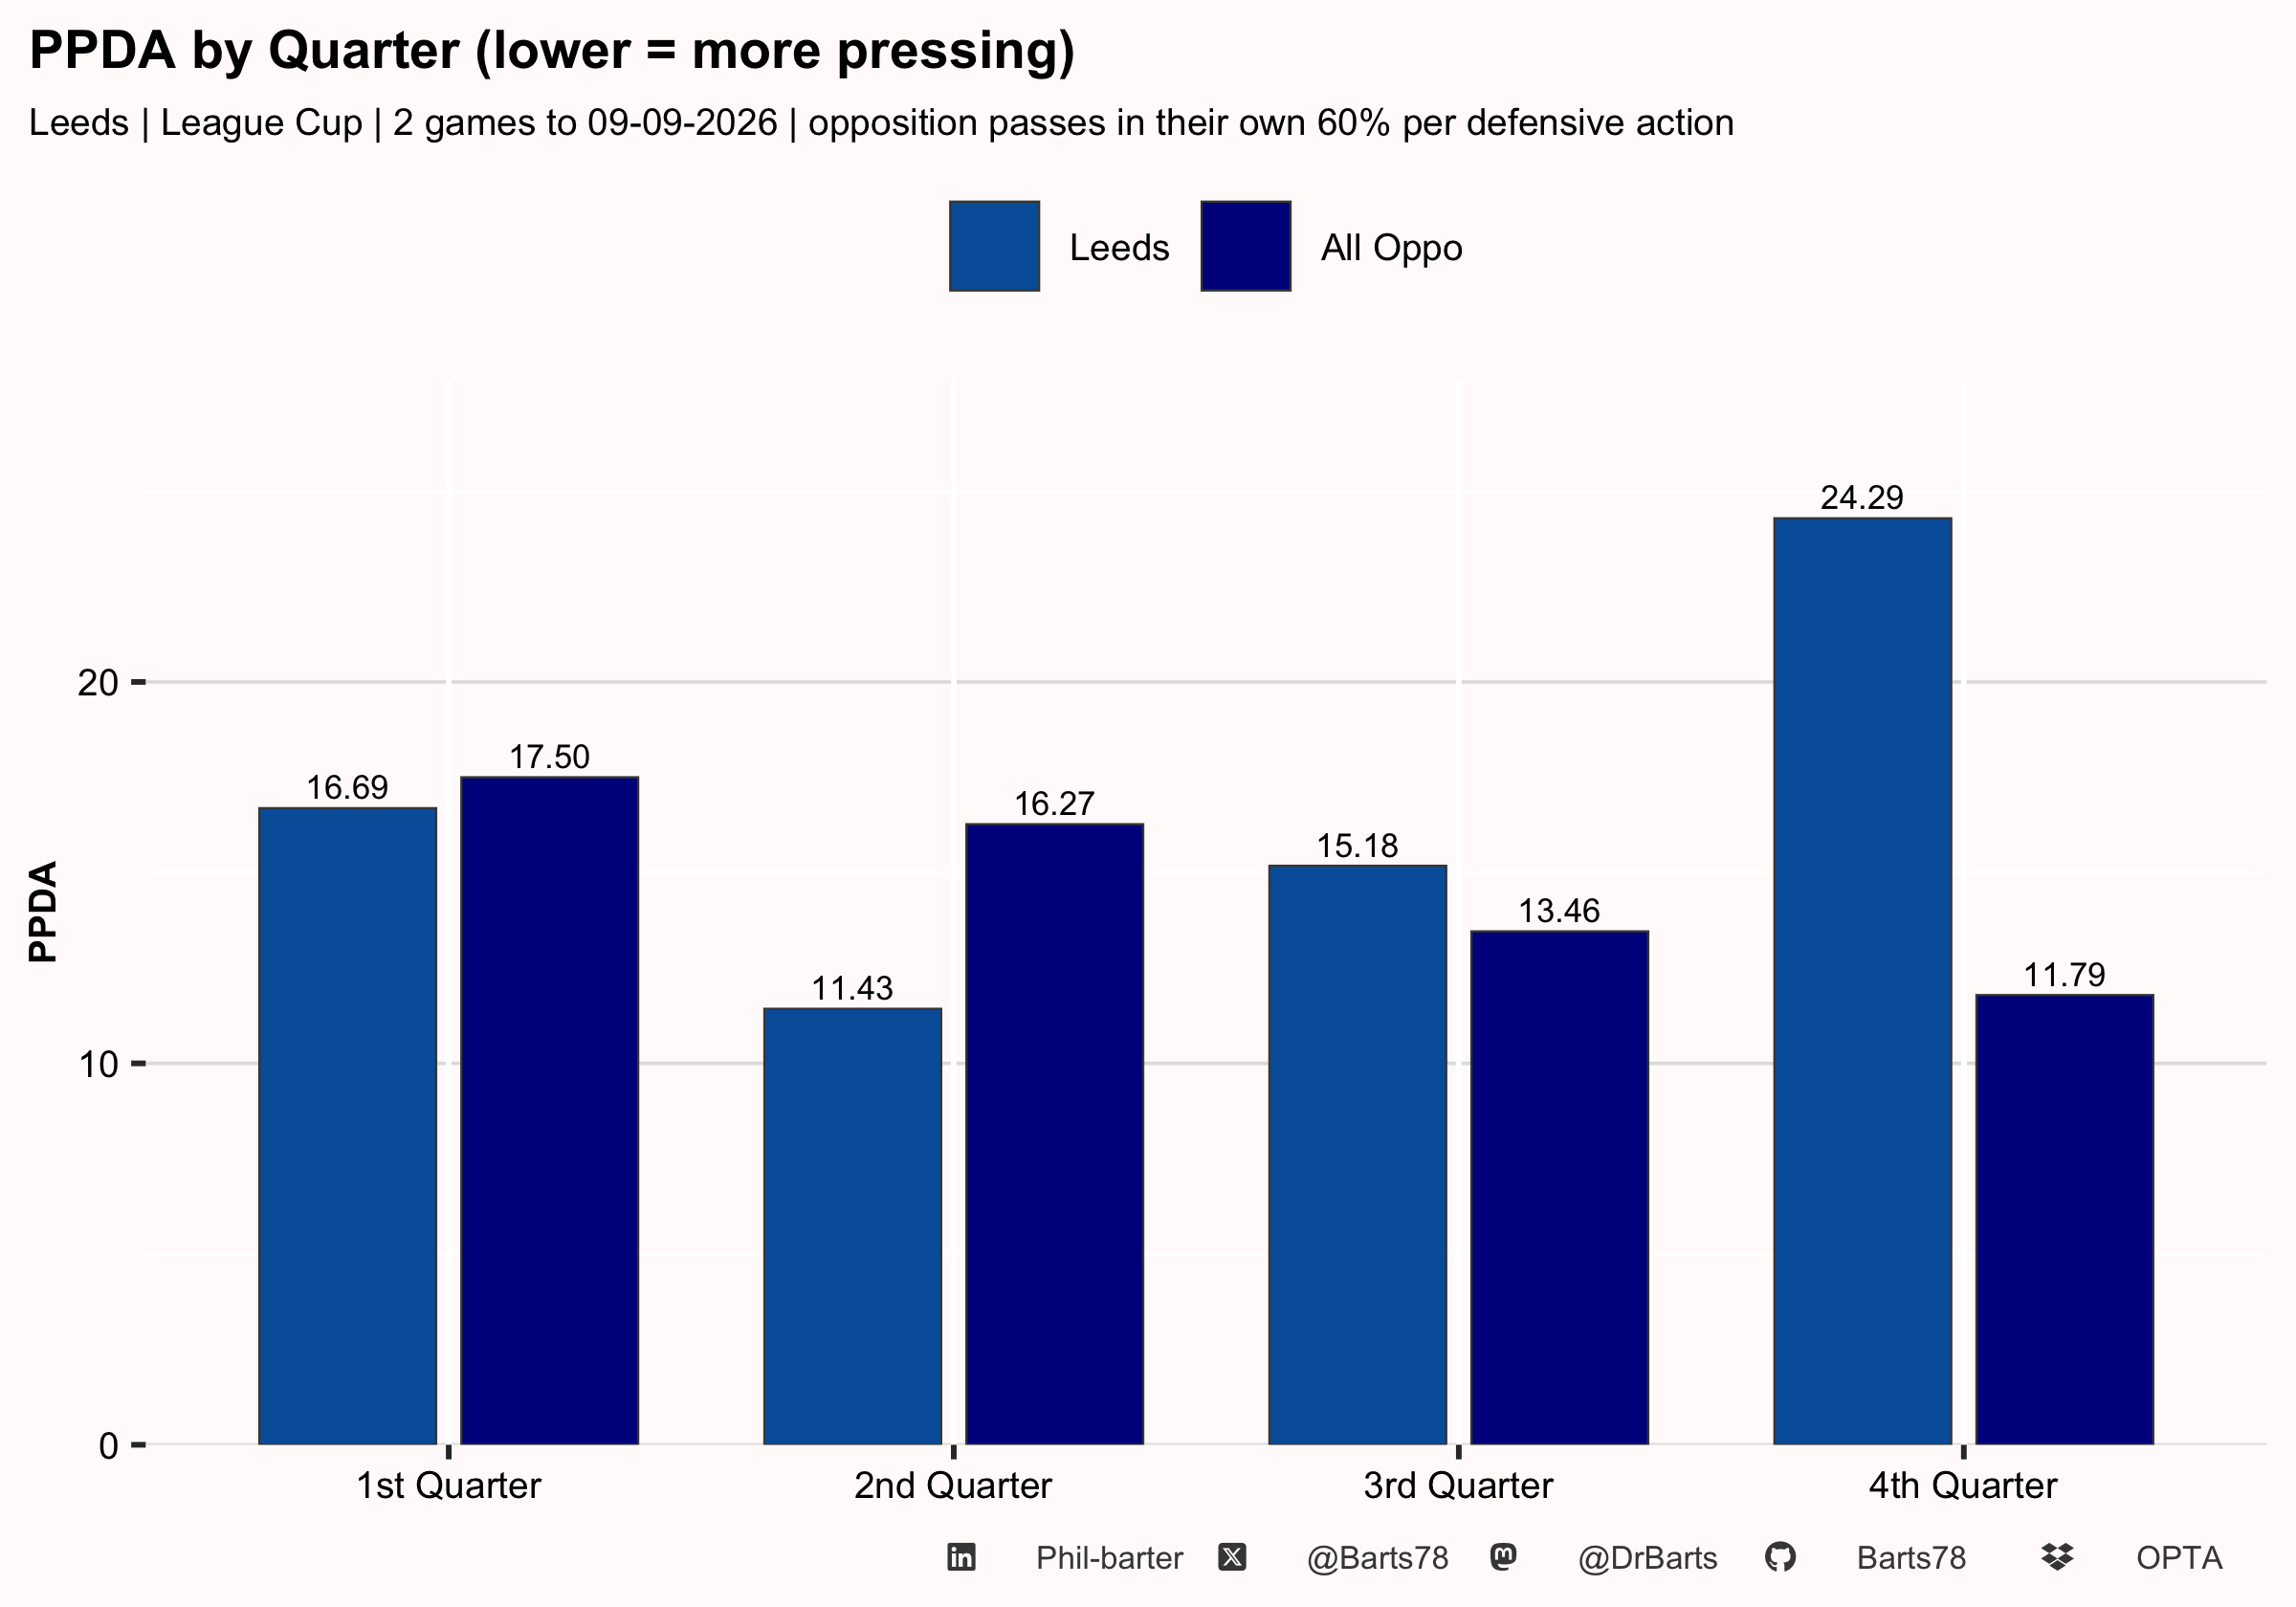 PPDA by Quarter (lower = more pressing)
Leeds | League Cup | 2 games to 09-09-2026 | opposition passes in their own 60% per defensive action
Leeds All Oppo
24.29
20
17.50
16.69
16.27
15.18
13.46
11.79
11.43
PPDA
10
0
1st Quarter 2nd Quarter 3rd Quarter 4th Quarter
Phil-barter @Barts78 @DrBarts Barts78 OPTA